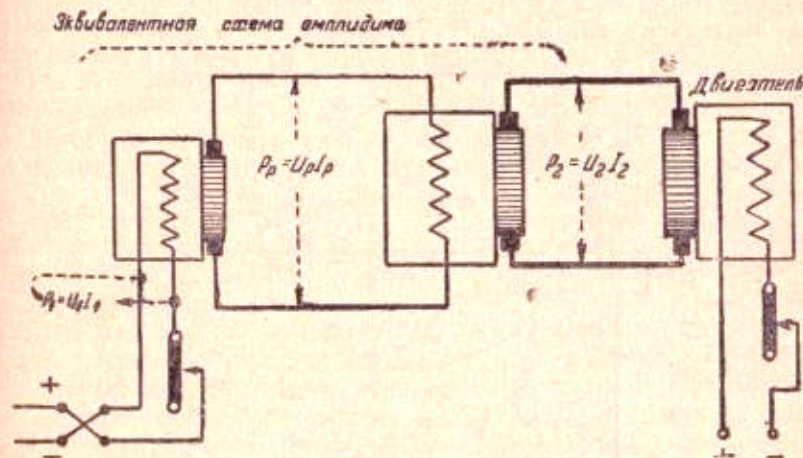 Эквивалентная схема амплидина
Двигатель
Pp = UpIp
P2 = U2I2
P1 = U1I1
+
−
+ −